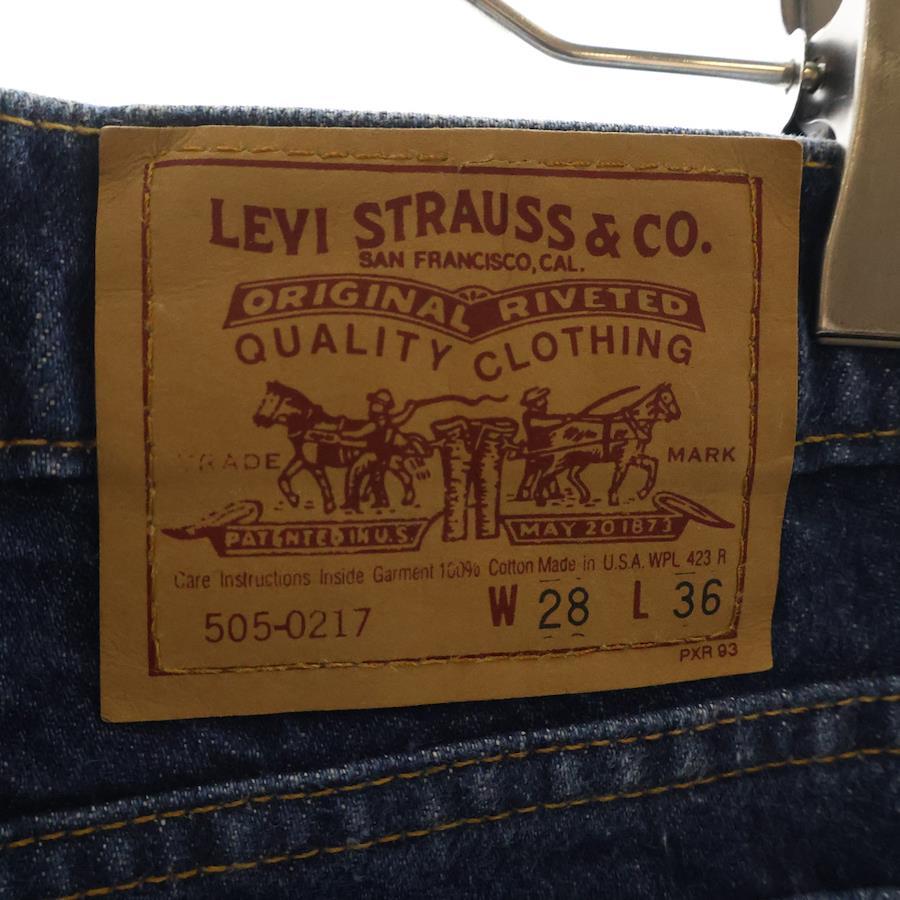 LEVI STRAUSS & CO.
SAN FRANCISCO, CAL.
ORIGINAL RIVETED
QUALITY CLOTHING
TRADE MARK
PATENTED IN U.S. MAY 20 1873
Care Instructions Inside Garment 100% Cotton Made in U.S.A. WPL 423 R
505-0217 W 28 L 36
PXR 93